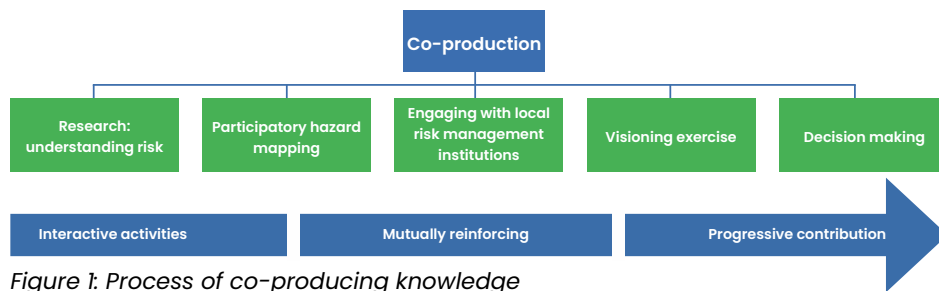 Co-production
Research:
understanding risk
Participatory hazard
mapping
Engaging with local
risk management
institutions
Visioning exercise
Decision making
Interactive activities
Mutually reinforcing
Progressive contribution
Figure 1: Process of co-producing knowledge